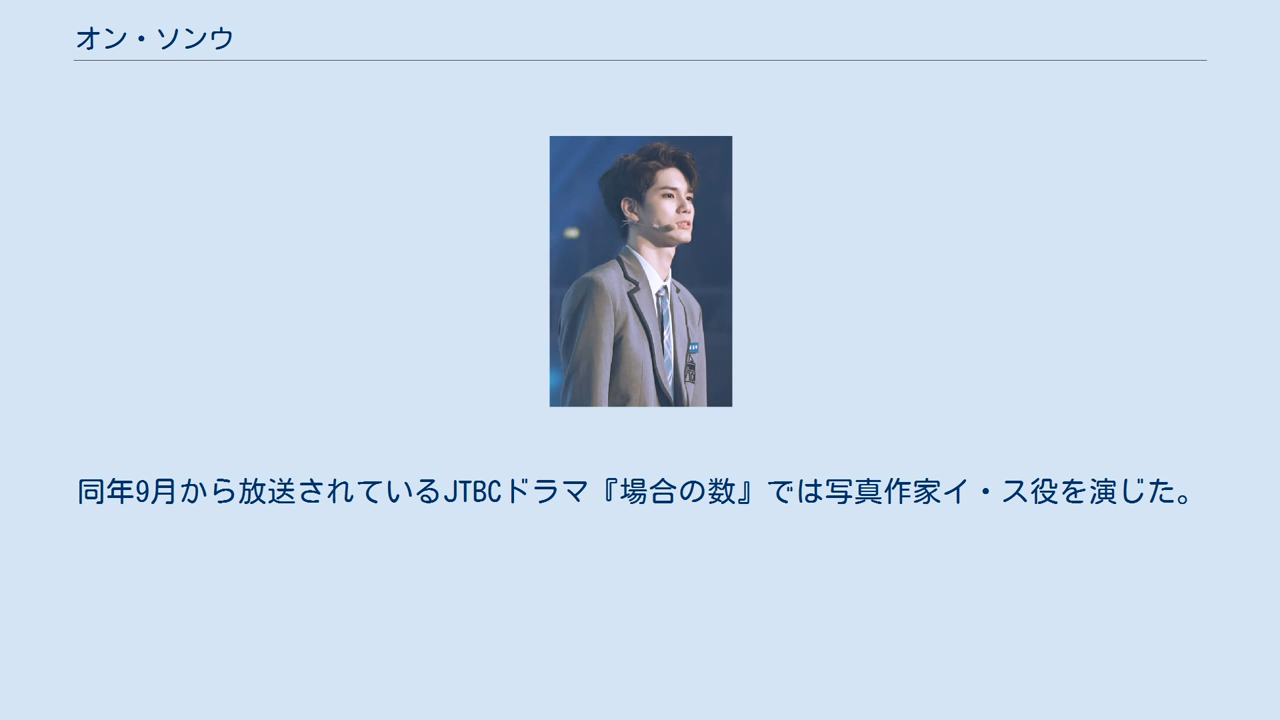 オン・ソンウ
同年9月から放送されているJTBCドラマ『場合の数』では写真作家イ・ス役を演じた。